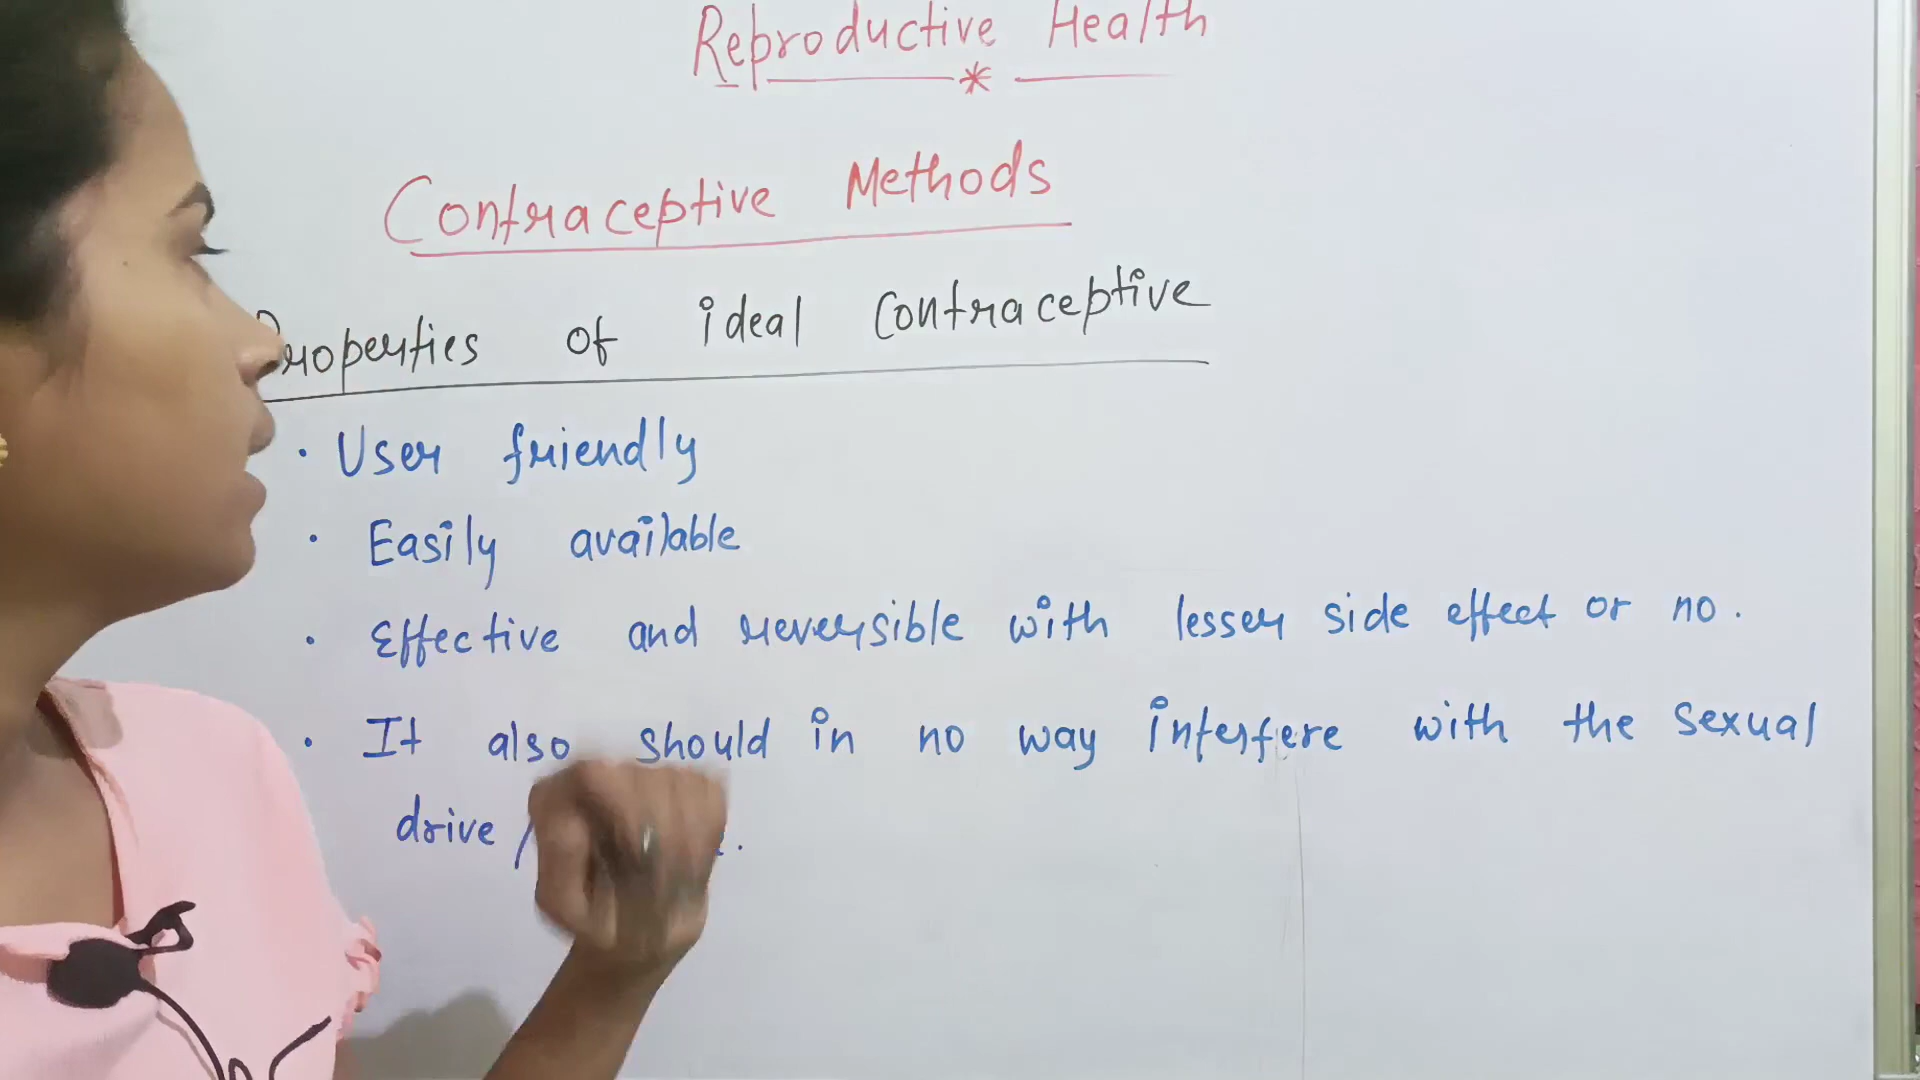 Reproductive Health
Contraceptive Methods
Properties of ideal Contraceptive
• User friendly
• Easily available
• Effective and reversible with lesser side effect or no.
• It also should in no way interfere with the sexual
drive /